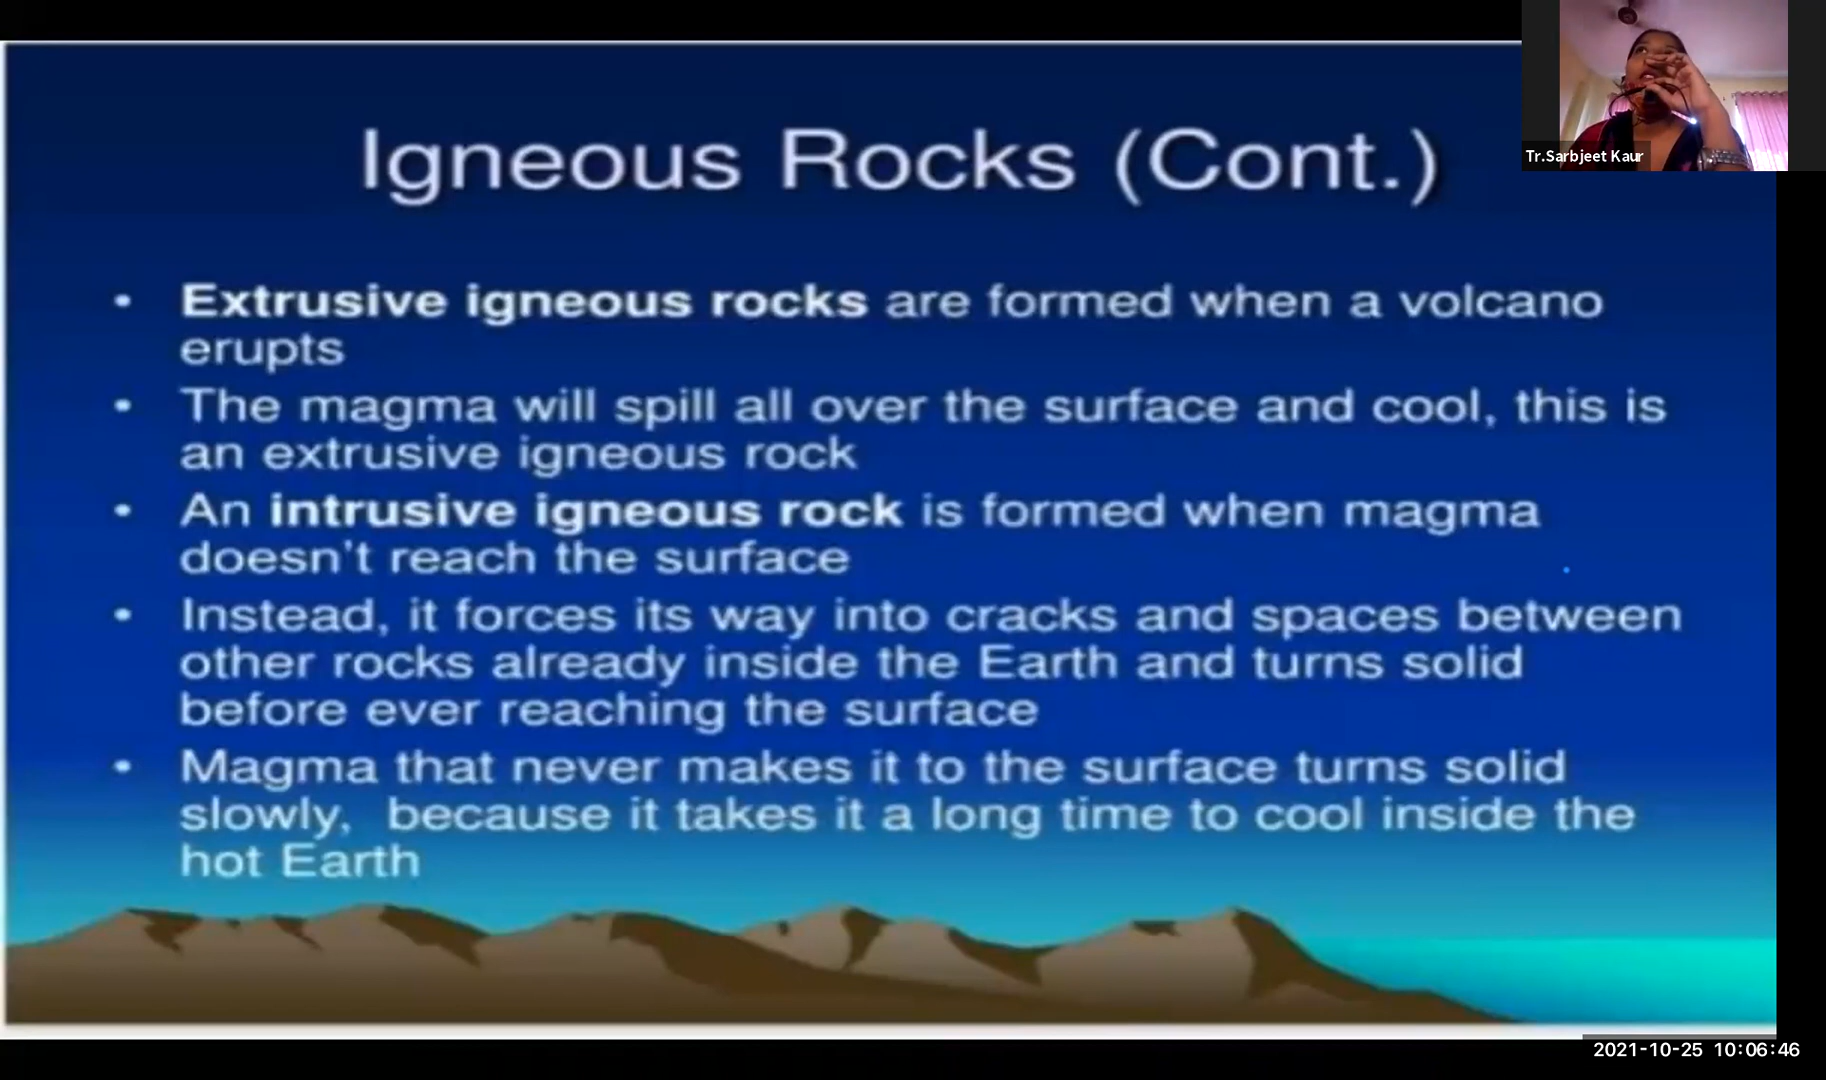 Igneous Rocks (Cont.)
Tr.Sarbjeet Kaur
• Extrusive igneous rocks are formed when a volcano
erupts
• The magma will spill all over the surface and cool, this is
an extrusive igneous rock
• An intrusive igneous rock is formed when magma
doesn't reach the surface
• Instead, it forces its way into cracks and spaces between
other rocks already inside the Earth and turns solid
before ever reaching the surface
• Magma that never makes it to the surface turns solid
slowly,  because it takes it a long time to cool inside the
hot Earth
2021-10-25 10:06:46